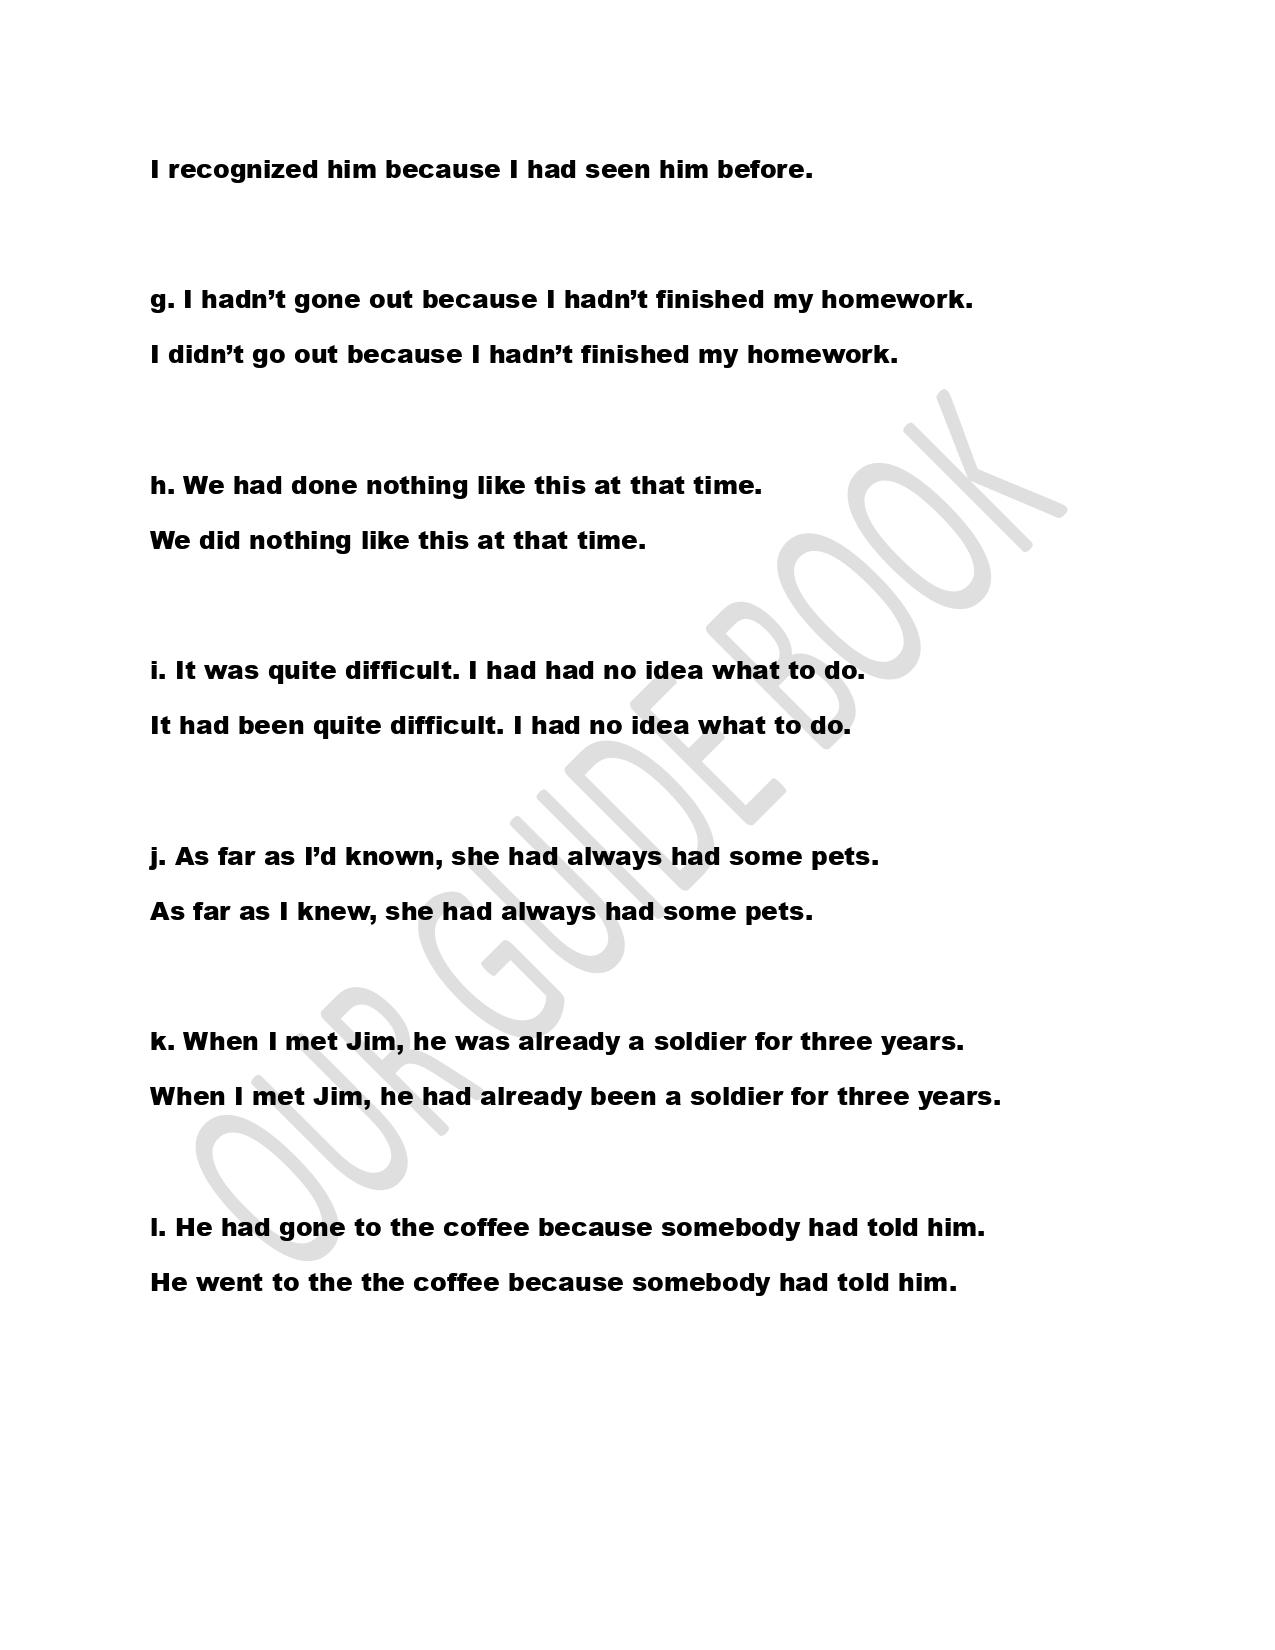 I recognized him because I had seen him before.
g. I hadn’t gone out because I hadn’t finished my homework.
I didn’t go out because I hadn’t finished my homework.
h. We had done nothing like this at that time.
We did nothing like this at that time.
i. It was quite difficult. I had had no idea what to do.
It had been quite difficult. I had no idea what to do.
j. As far as I’d known, she had always had some pets.
As far as I knew, she had always had some pets.
k. When I met Jim, he was already a soldier for three years.
When I met Jim, he had already been a soldier for three years.
l. He had gone to the coffee because somebody had told him.
He went to the the coffee because somebody had told him.
OUR GUIDE BOOK